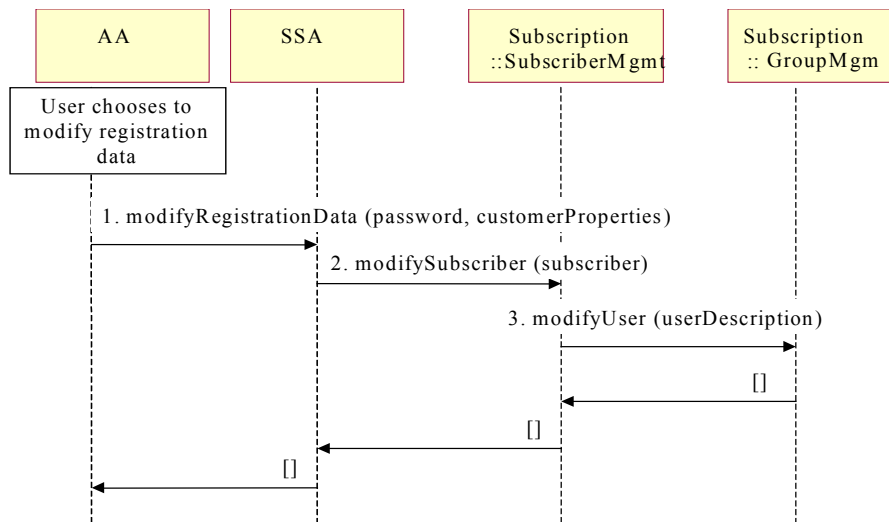 AA
SSA
Subscription
::SubscriberMgmt
Subscription
:: GroupMgm
User chooses to
modify registration
data
1. modifyRegistrationData (password, customerProperties)
2. modifySubscriber (subscriber)
3. modifyUser (userDescription)
[]
[]
[]